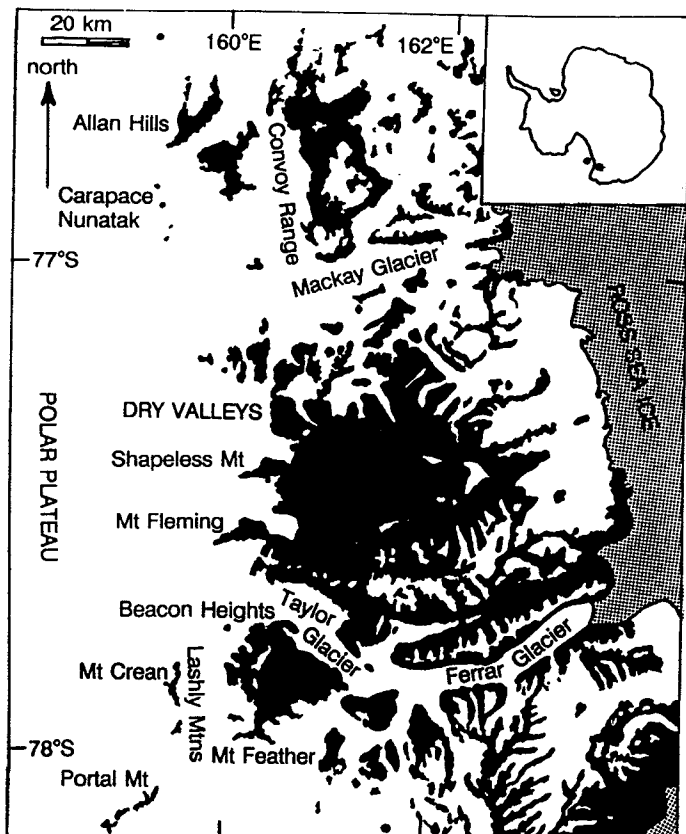 20 km
160°E
162°E
north
Allan Hills
Convoy Range
Carapace
Nunatak
77°S
Mackay Glacier
ROSS SEA ICE
DRY VALLEYS
POLAR PLATEAU
Shapeless Mt
Mt Fleming
Beacon Heights
Taylor
Glacier
Ferrar Glacier
Mt Crean
Lashly Mtns
78°S
Mt Feather
Portal Mt